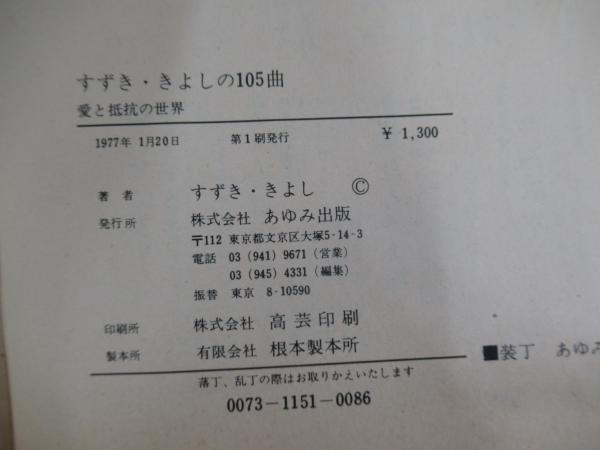 すずき・きよしの105曲
愛と抵抗の世界
1977年 1月20日 第1刷発行 ¥ 1,300
著者 すずき・きよし ©
発行所 株式会社 あゆみ出版
〒112 東京都文京区大塚5-14-3
電話 03 (941) 9671 (営業)
03 (945) 4331 (編集)
振替 東京 8-10590
印刷所 株式会社 高芸印刷
製本所 有限会社 根本製本所
■装丁 あゆみ
落丁、乱丁の際はお取りかえいたします
0073-1151-0086